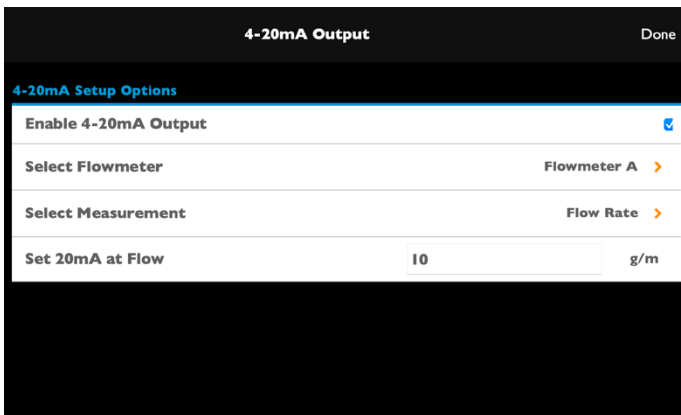 4-20mA Output Done
4-20mA Setup Options
Enable 4-20mA Output
Select Flowmeter Flowmeter A
Select Measurement Flow Rate
Set 20mA at Flow 10 g/m